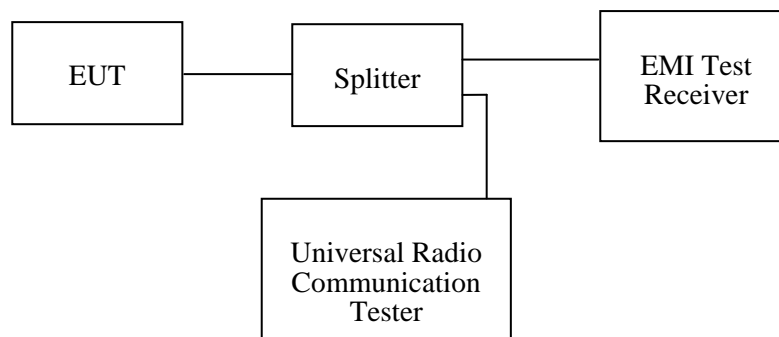 EUT
Splitter
EMI Test
Receiver
Universal Radio
Communication
Tester